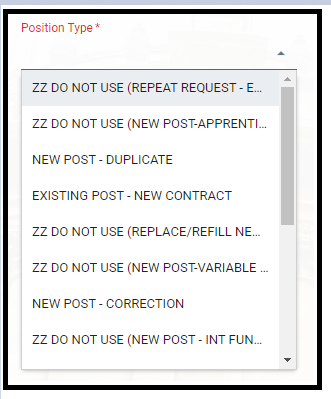 Position Type *
ZZ DO NOT USE (REPEAT REQUEST - E...
ZZ DO NOT USE (NEW POST-APPRENTI...
NEW POST - DUPLICATE
EXISTING POST - NEW CONTRACT
ZZ DO NOT USE (REPLACE/REFILL NE...
ZZ DO NOT USE (NEW POST-VARIABLE ...
NEW POST - CORRECTION
ZZ DO NOT USE (NEW POST - INT FUN...